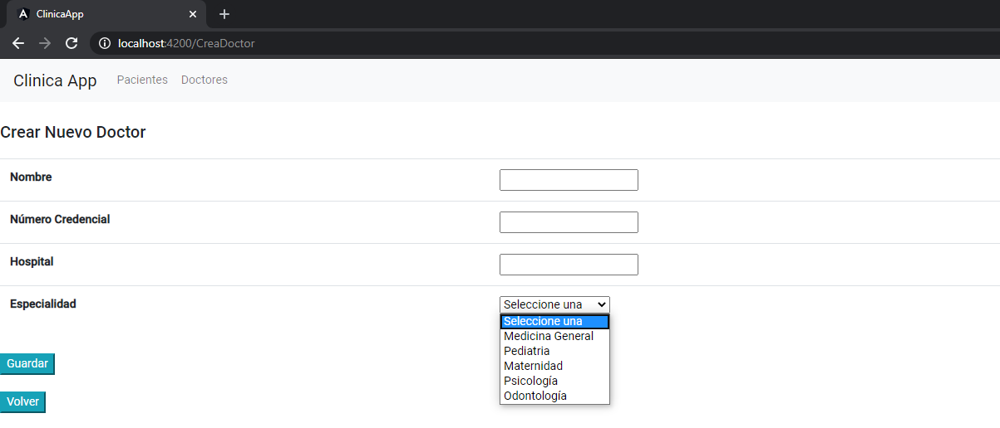 ClinicaApp
localhost:4200/CreaDoctor
Clinica App Pacientes Doctores
Crear Nuevo Doctor
Nombre
Número Credencial
Hospital
Especialidad Seleccione una
Seleccione una
Medicina General
Pediatria
Maternidad
Psicología
Odontología
Guardar
Volver